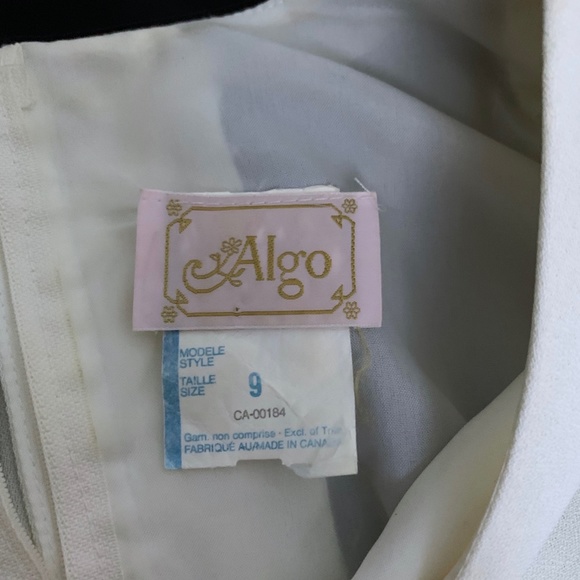 Algo
MODELE
STYLE
TAILLE
SIZE 9
CA-00184
Garn. non comprise - Excl. of Trim
FABRIQUÉ AU/MADE IN CANADA